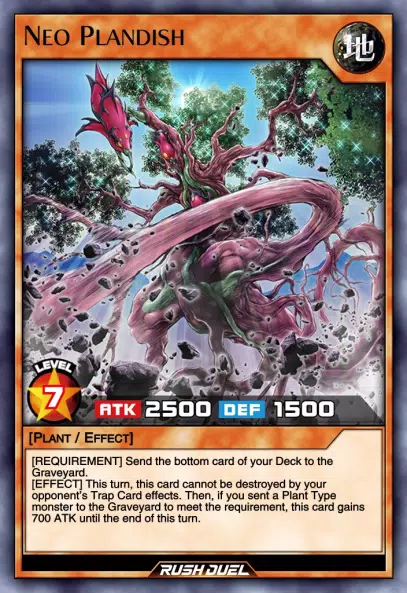 Neo Plandish
地
LEVEL
7
ATK 2500 DEF 1500
[Plant / Effect]
[REQUIREMENT] Send the bottom card of your Deck to the
Graveyard.
[EFFECT] This turn, this card cannot be destroyed by your
opponent's Trap Card effects. Then, if you sent a Plant Type
monster to the Graveyard to meet the requirement, this card gains
700 ATK until the end of this turn.
RUSH DUEL